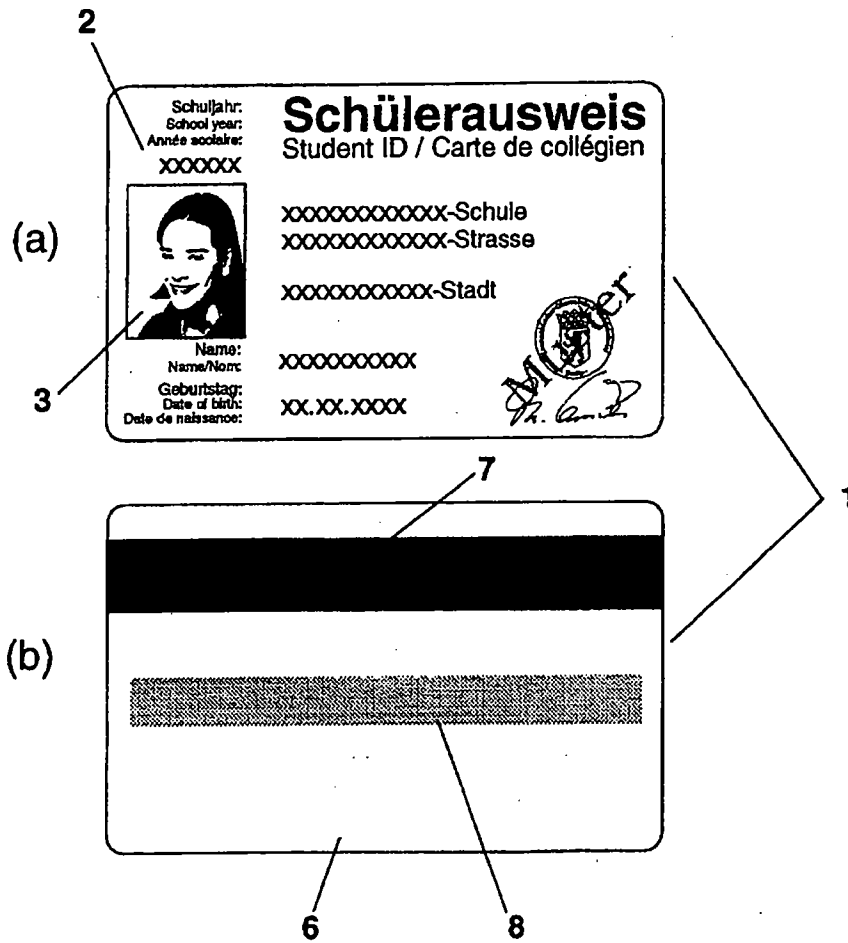 2
Schuljahr:
School year:
Année scolaire:
XXXXXX
Schülerausweis
Student ID / Carte de collégien
(a)
XXXXXXXXXXXX-Schule
XXXXXXXXXXXX-Strasse
XXXXXXXXXXX-Stadt
Muster
3
Name:
Name/Nom:
XXXXXXXXXX
Geburtstag:
Date of birth:
Date de naissance:
XX.XX.XXXX
7
1
(b)
6
8